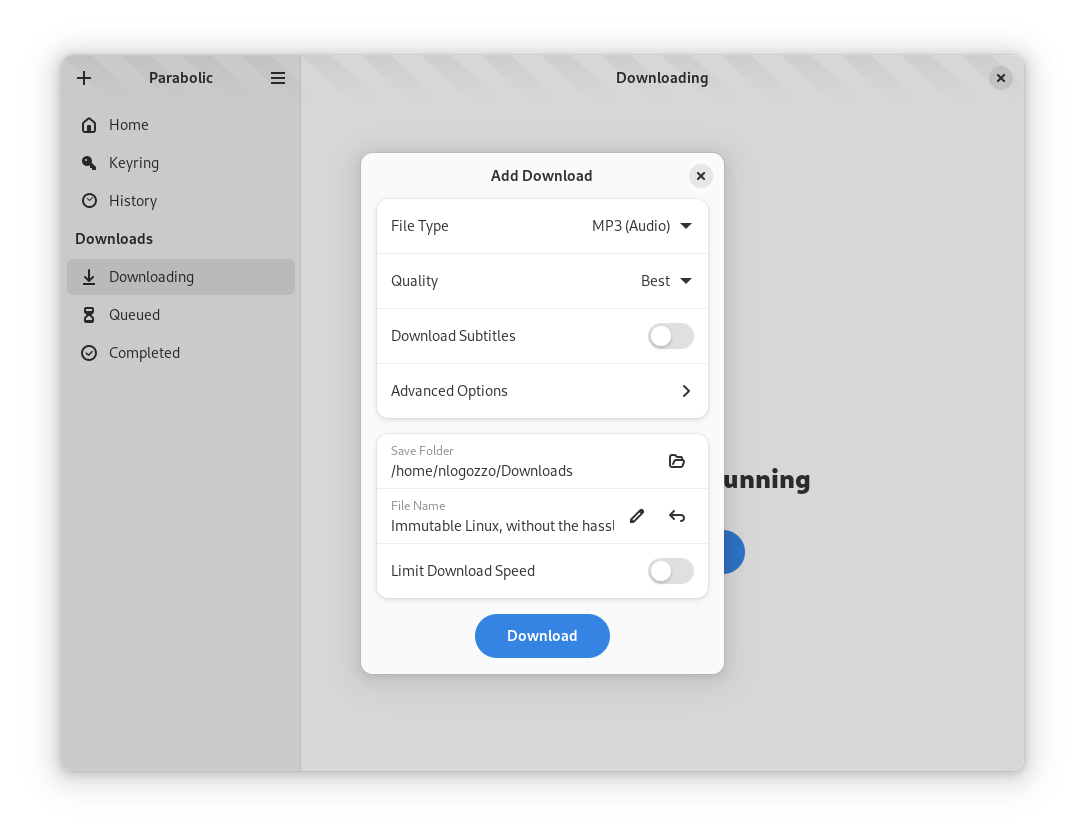 Parabolic
Downloading
Home
Keyring
History
Downloads
Downloading
Queued
Completed
Add Download
File Type
MP3 (Audio)
Quality
Best
Download Subtitles
Advanced Options
Save Folder
/home/nlogozzo/Downloads
File Name
Immutable Linux, without the hassl
Limit Download Speed
Download
unning